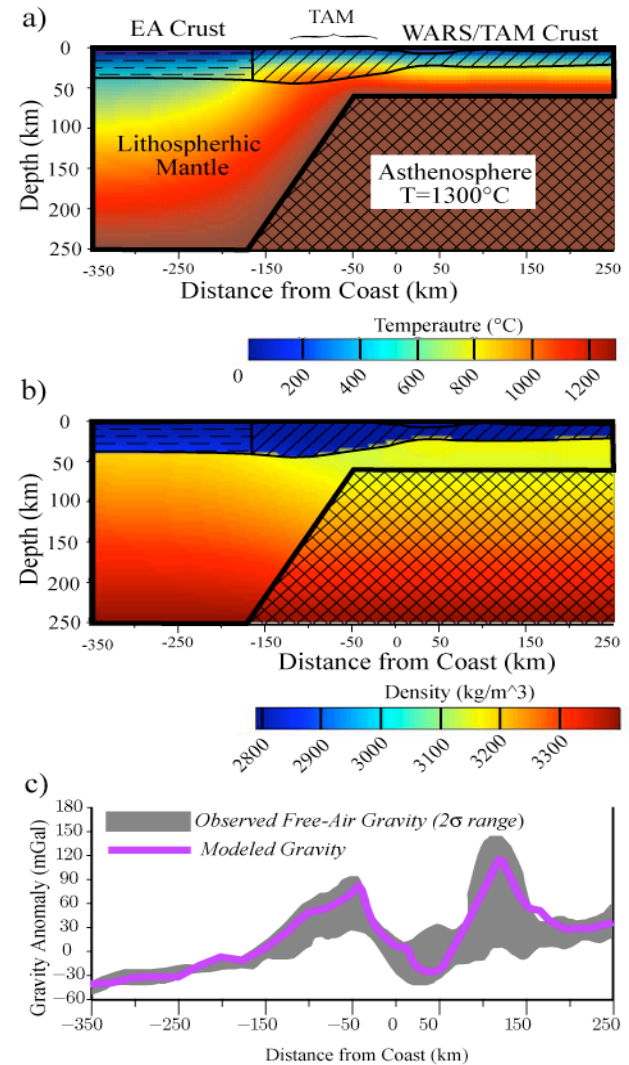 a)
EA Crust
TAM
WARS/TAM Crust
0
50
100
150
200
250
Depth (km)
Lithospherhic
Mantle
Asthenosphere
T=1300°C
-350
-250
-150
-50
0
50
150
250
Distance from Coast (km)
Temperautre (°C)
0
200
400
600
800
1000
1200
b)
0
50
100
150
200
250
Depth (km)
-350
-250
-150
-50
0
50
150
250
Distance from Coast (km)
Density (kg/m^3)
2800
2900
3000
3100
3200
3300
c)
180
150
120
90
60
30
0
−30
−60
Gravity Anomaly (mGal)
Observed Free-Air Gravity (2σ range)
Modeled Gravity
−350
−250
−150
−50
0
50
150
250
Distance from Coast (km)